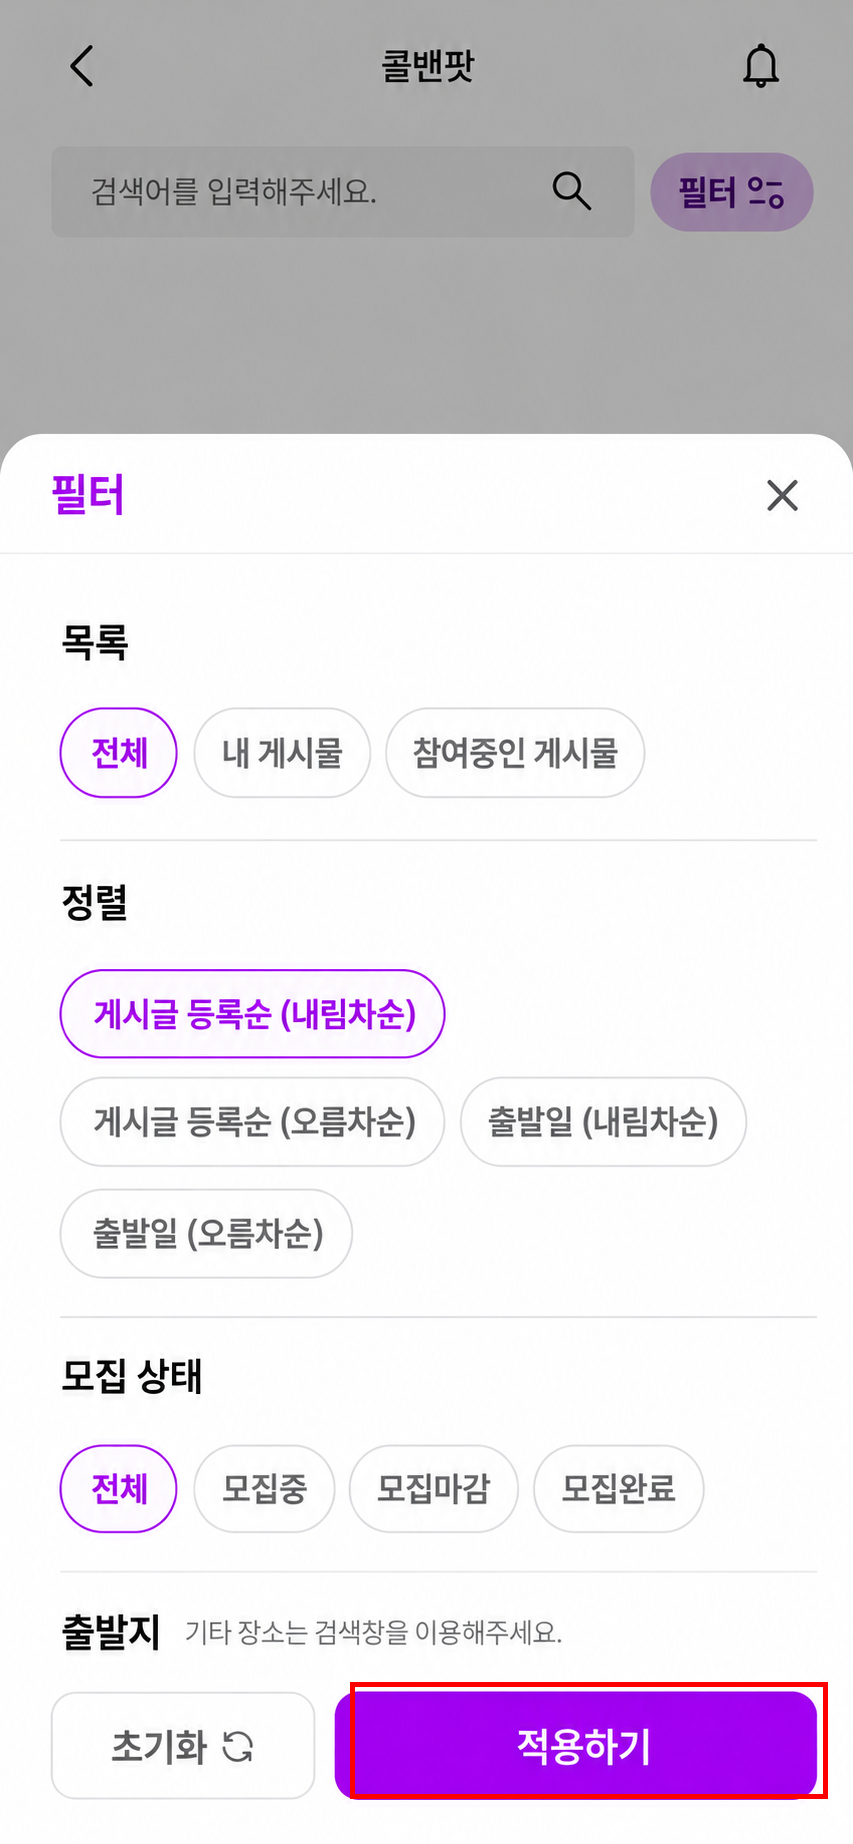 콜밴팟
검색어를 입력해주세요.
필터
필터
목록
전체 내 게시물 참여중인 게시물
정렬
게시글 등록순 (내림차순)
게시글 등록순 (오름차순) 출발일 (내림차순)
출발일 (오름차순)
모집 상태
전체 모집중 모집마감 모집완료
출발지 기타 장소는 검색창을 이용해주세요.
초기화 적용하기